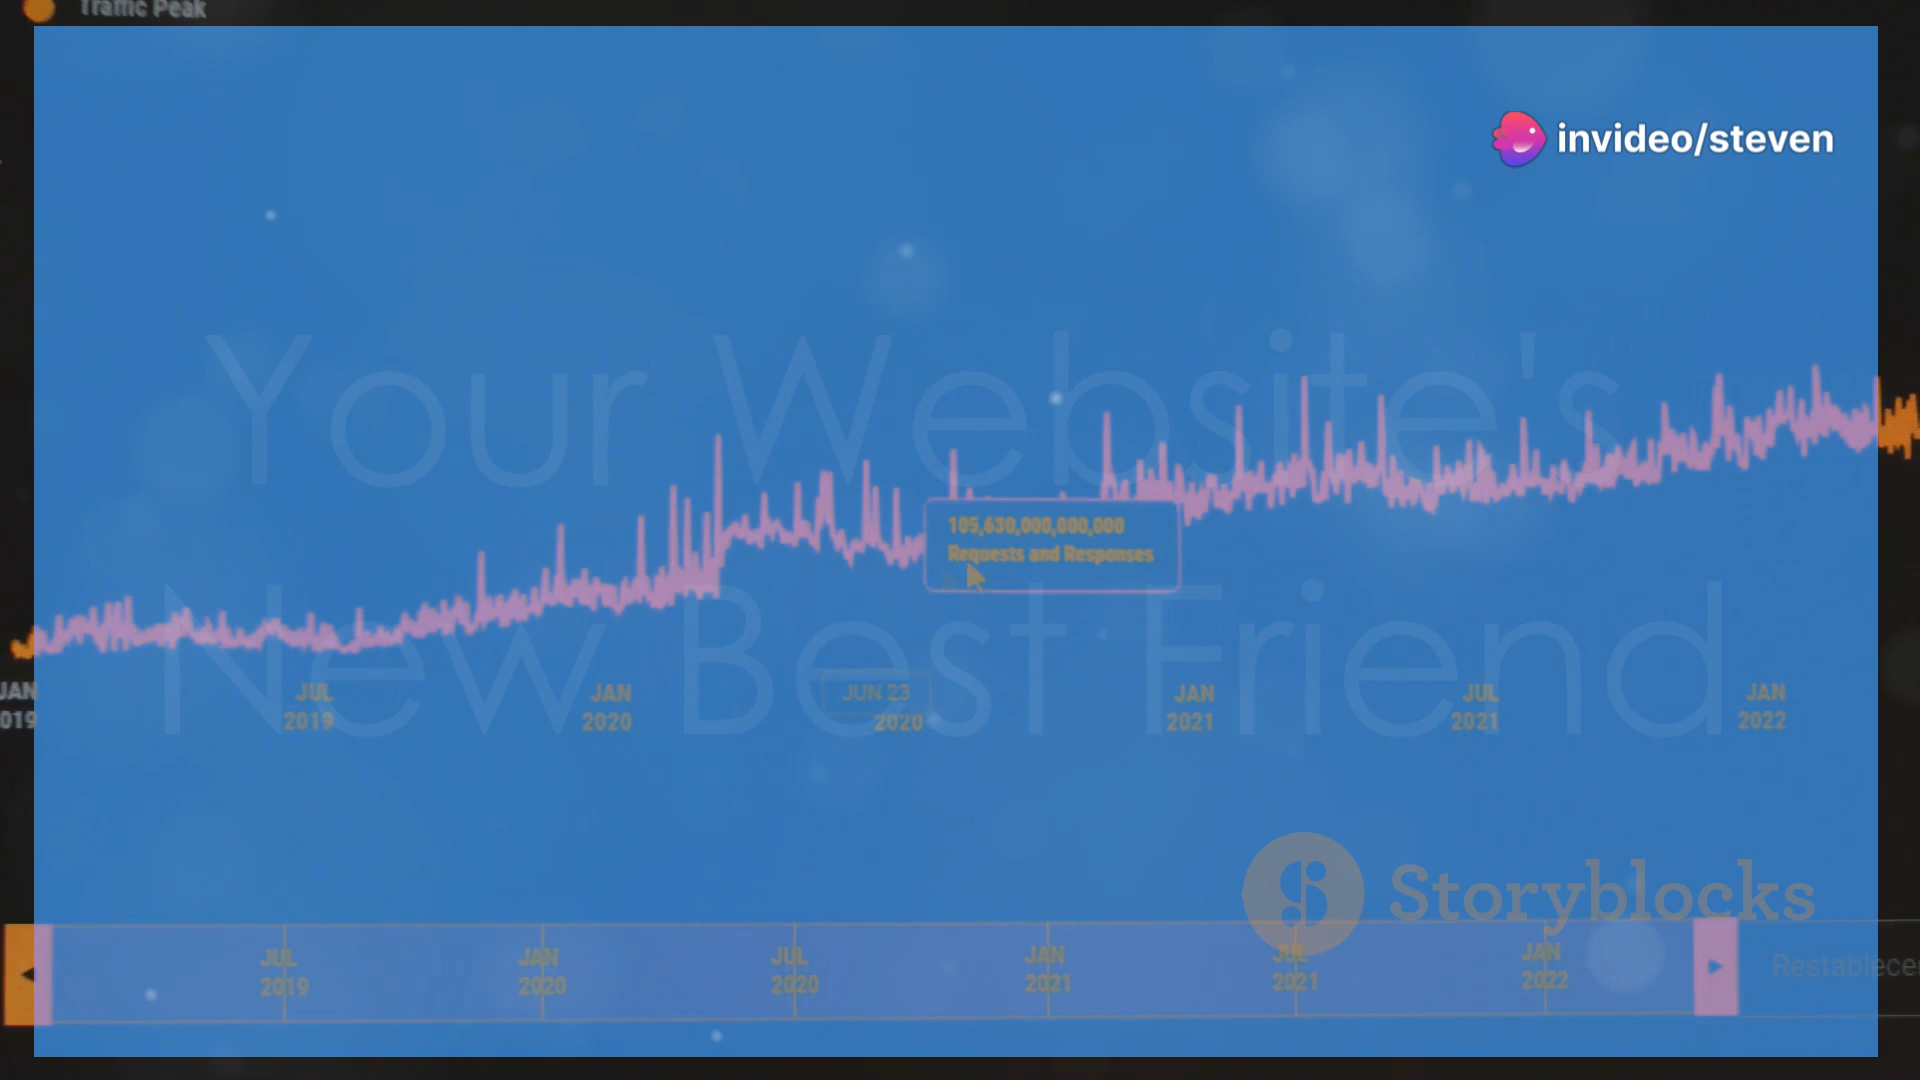 Traffic Peak
invideo/steven
Your Website's
105,630,000,000,000
Requests and Responses
New Best Friend
JAN
2019
JUL
2019
JAN
2020
JUN 23
2020
JAN
2021
JUL
2021
JAN
2022
Storyblocks
JUL
2019
JAN
2020
JUL
2020
JAN
2021
JUL
2021
JAN
2022